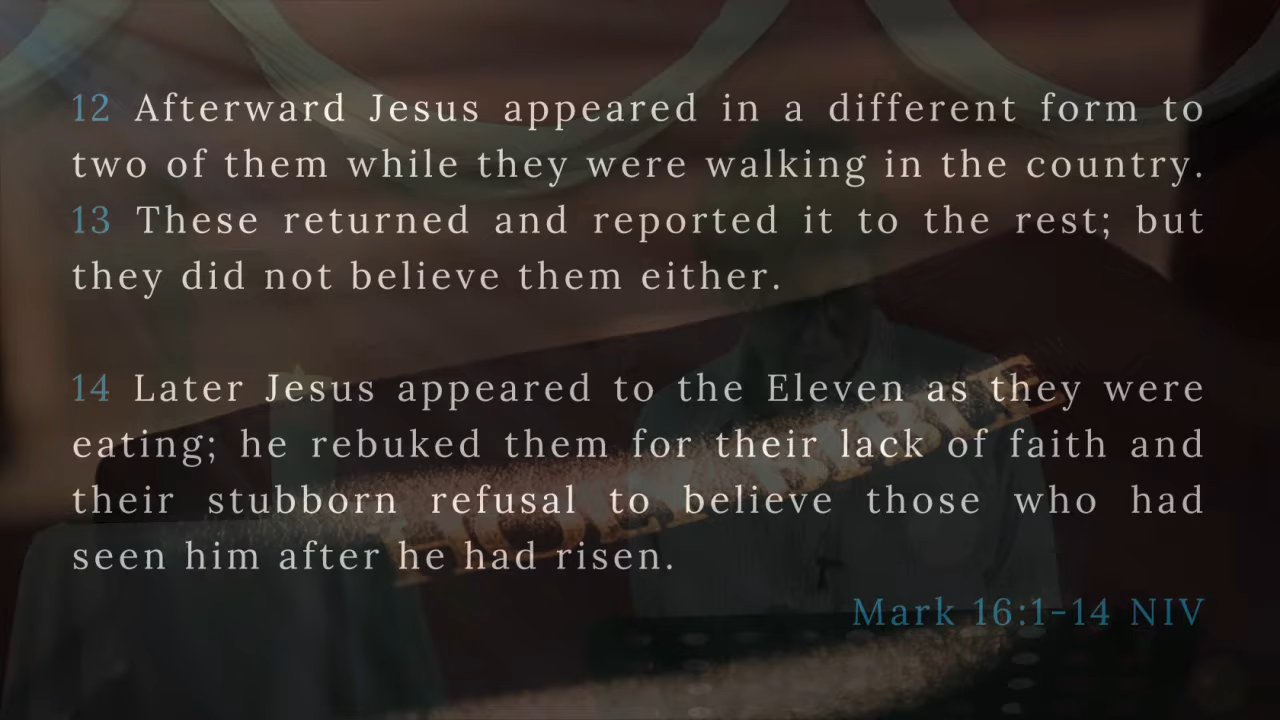 12 Afterward Jesus appeared in a different form to
two of them while they were walking in the country.
13 These returned and reported it to the rest; but
they did not believe them either.
14 Later Jesus appeared to the Eleven as they were
eating; he rebuked them for their lack of faith and
their stubborn refusal to believe those who had
seen him after he had risen.
Mark 16:1-14 NIV
HOLY BIBLE